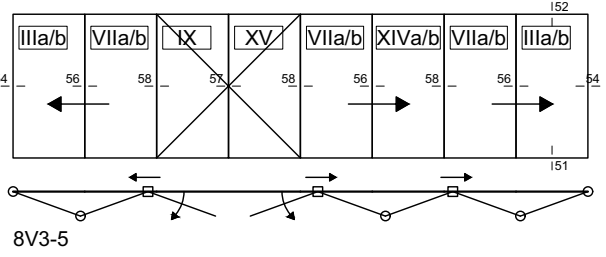 52
IIIa/b VIIa/b IX XV VIIa/b XIVa/b VIIa/b IIIa/b
4 56 58 57 58 56 58 56 54
51
8V3-5